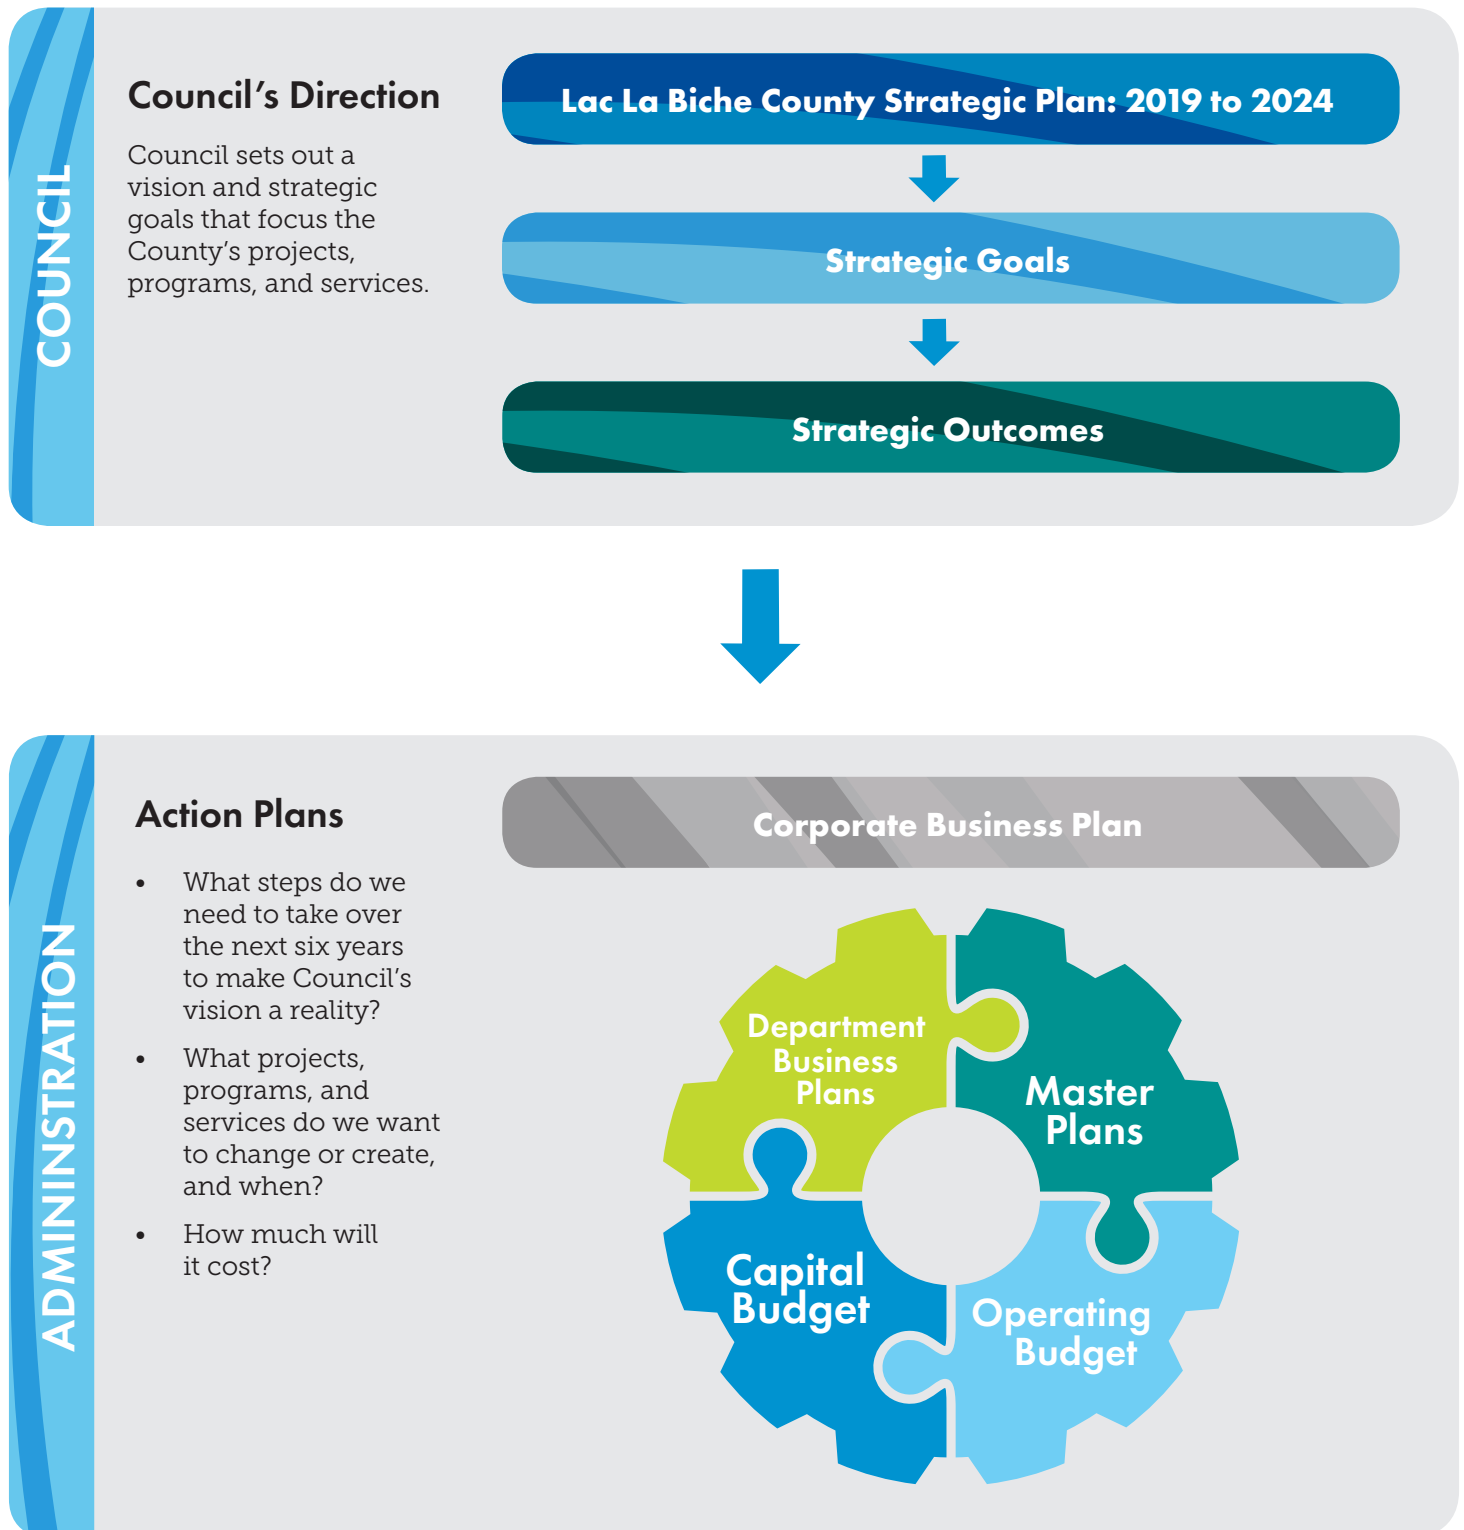 COUNCIL
Council's Direction
Council sets out a
vision and strategic
goals that focus the
County's projects,
programs, and services.
Lac La Biche County Strategic Plan: 2019 to 2024
Strategic Goals
Strategic Outcomes
ADMININSTRATION
Action Plans
• What steps do we
need to take over
the next six years
to make Council's
vision a reality?
• What projects,
programs, and
services do we want
to change or create,
and when?
• How much will
it cost?
Corporate Business Plan
Department
Business
Plans
Master
Plans
Capital
Budget
Operating
Budget